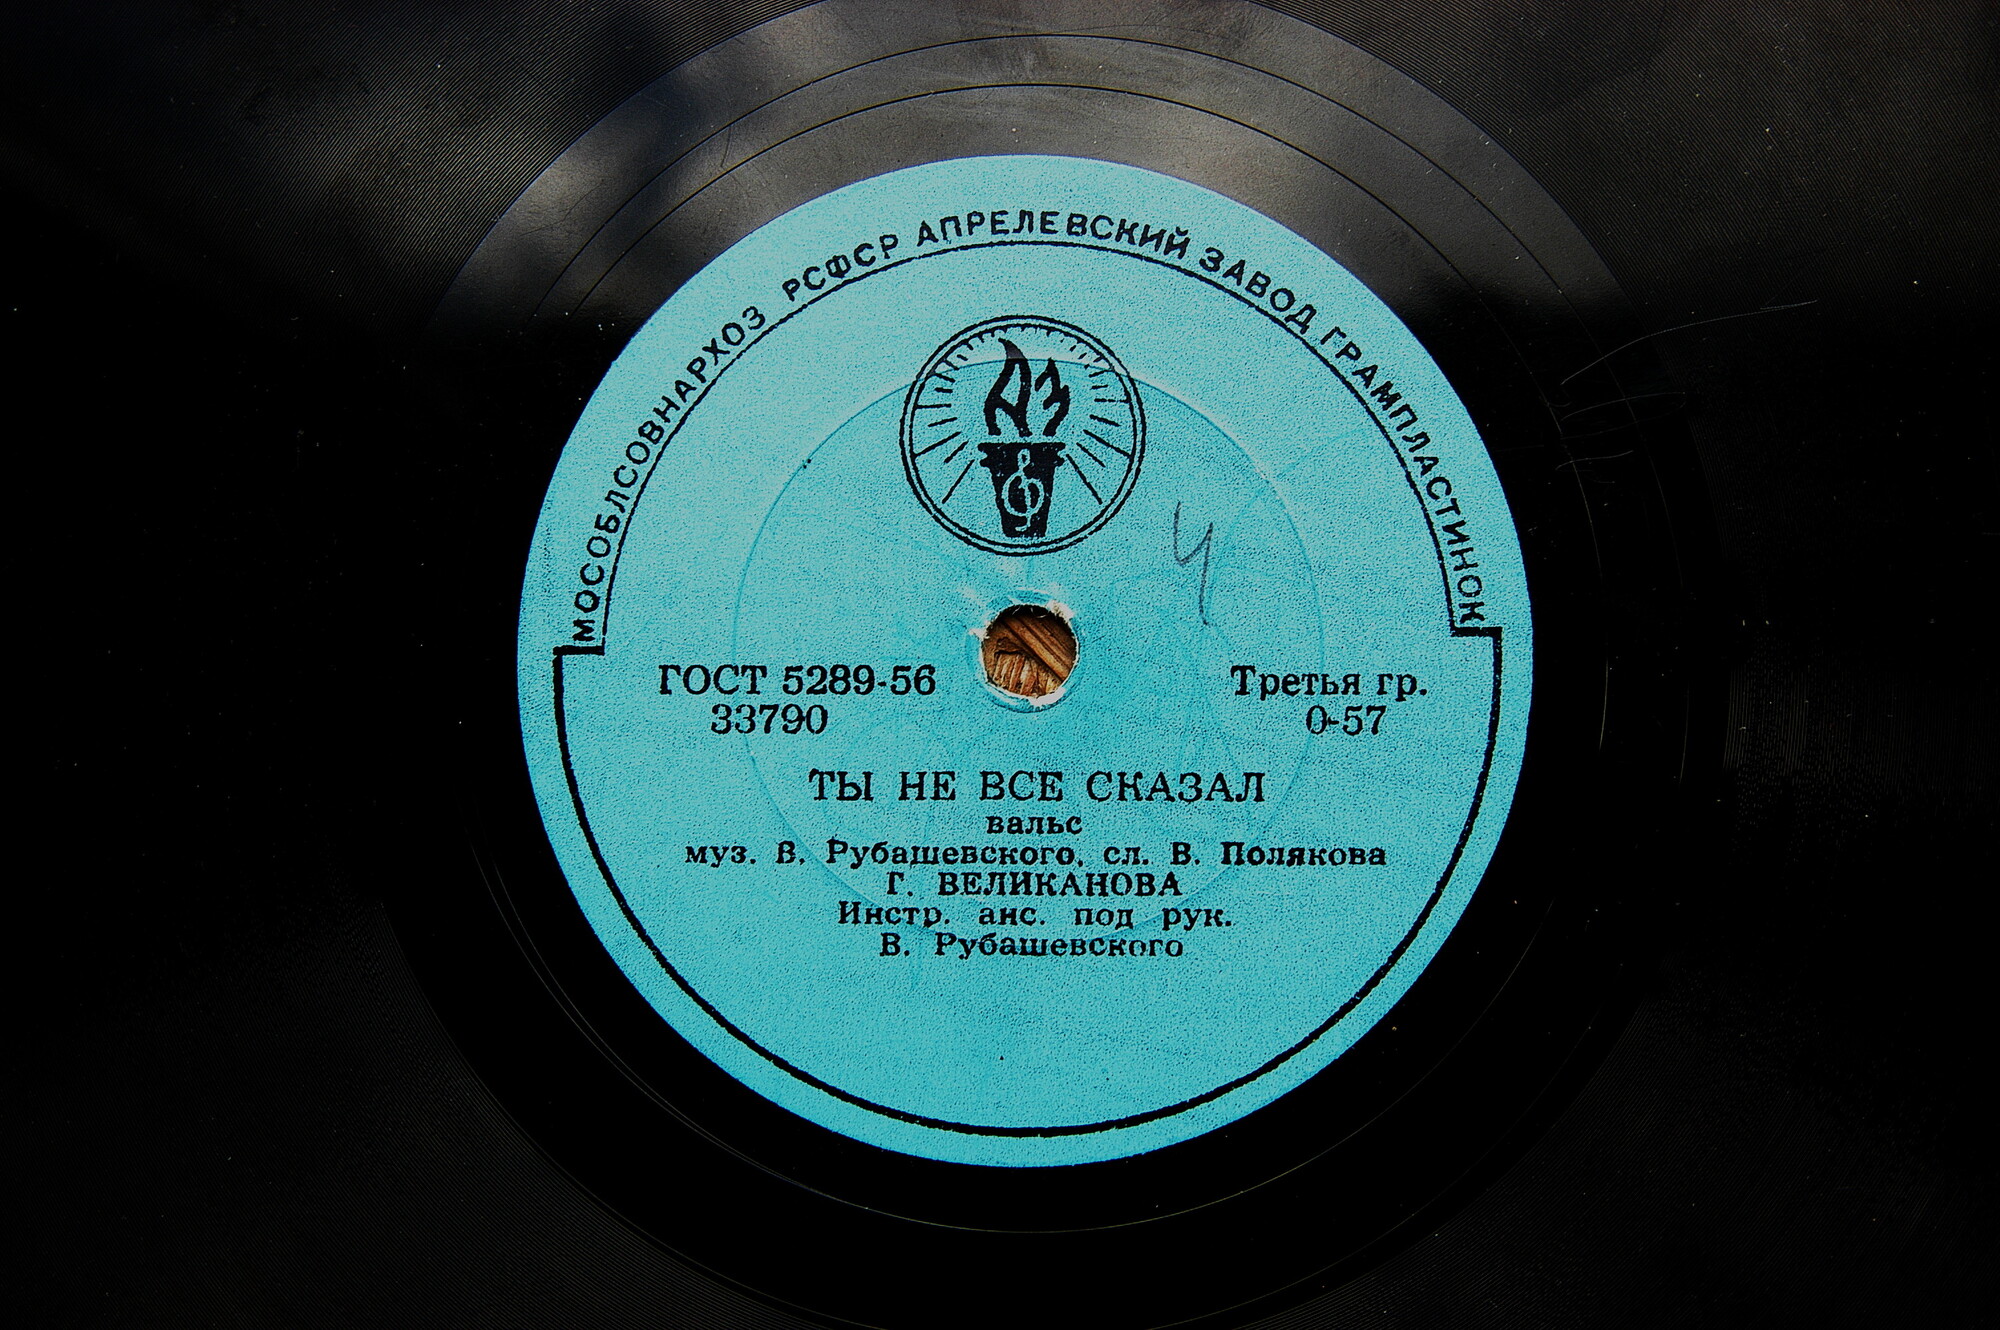 МОСОБЛСОВНАРХОЗ РСФСР АПРЕЛЕВСКИЙ ЗАВОД ГРАМПЛАСТИНОК
АЗ
Ч
ГОСТ 5289-56 Третья гр.
33790 0-57
ТЫ НЕ ВСЕ СКАЗАЛ
вальс
муз. В. Рубашевского, сл. В. Полякова
Г. ВЕЛИКАНОВА
Инстр. анс. под рук.
В. Рубашевского